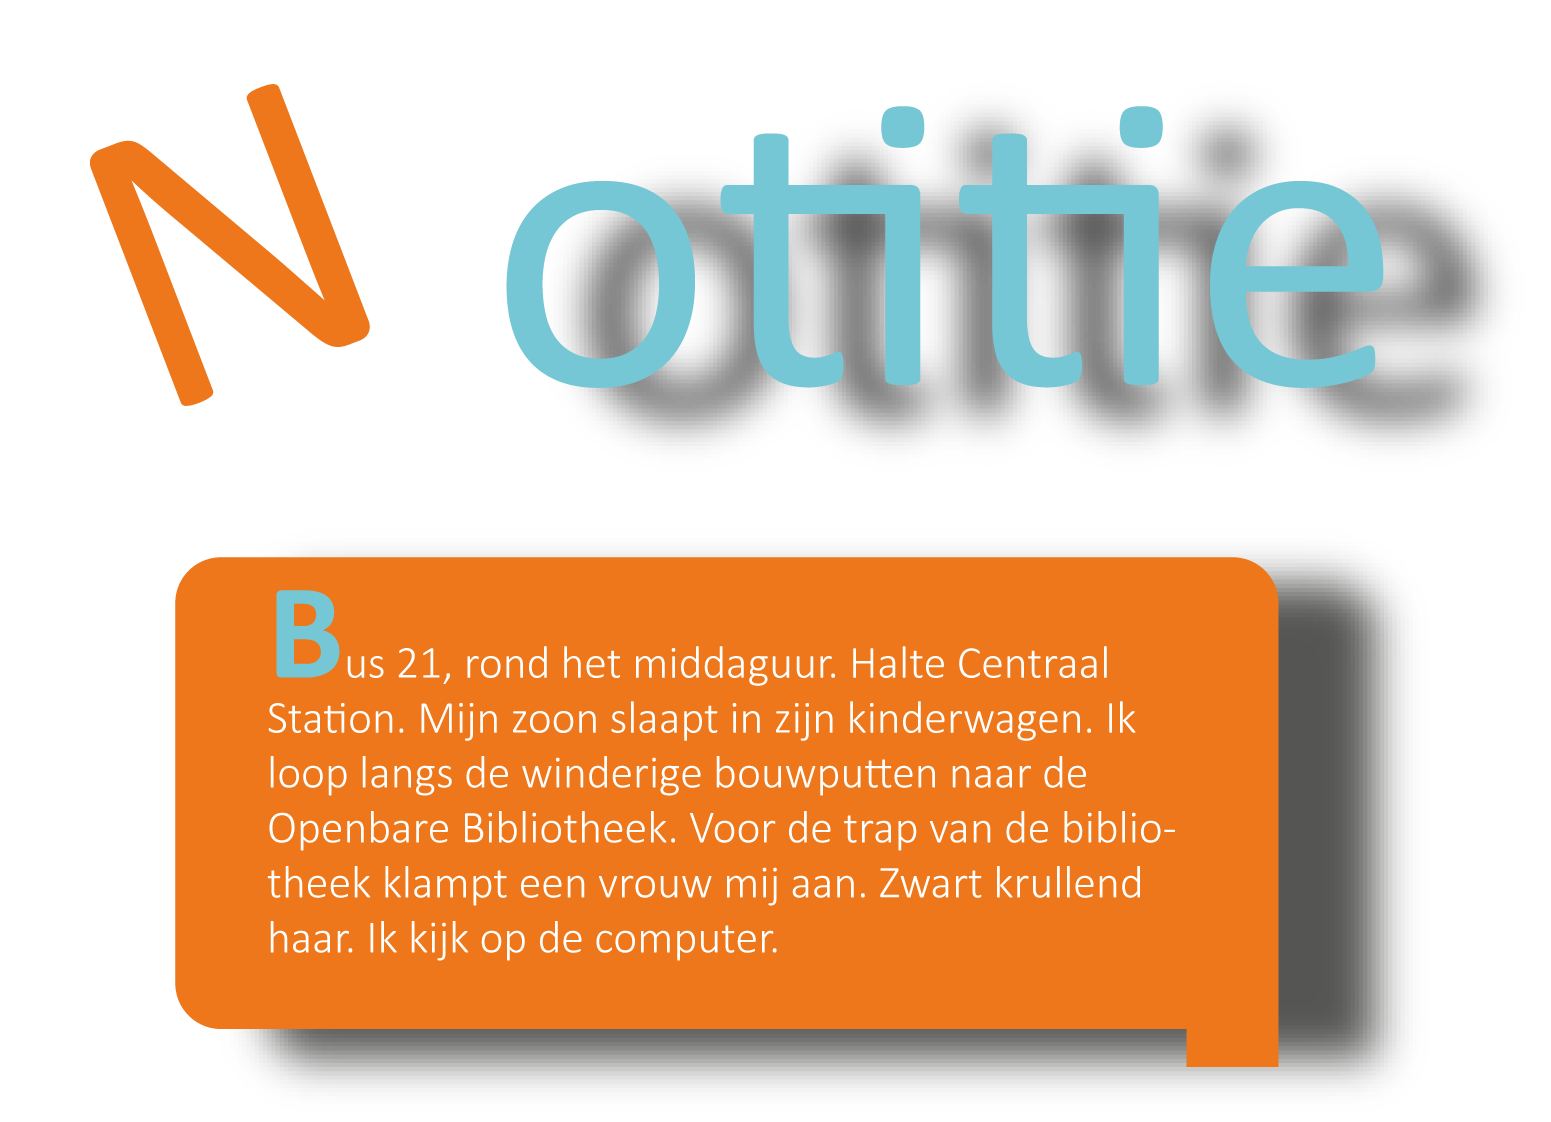 Notitie
Bus 21, rond het middaguur. Halte Centraal
Station. Mijn zoon slaapt in zijn kinderwagen. Ik
loop langs de winderige bouwputten naar de
Openbare Bibliotheek. Voor de trap van de biblio-
theek klampt een vrouw mij aan. Zwart krullend
haar. Ik kijk op de computer.